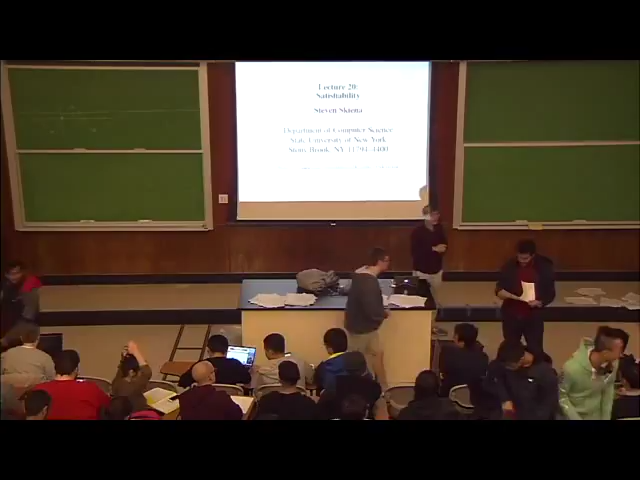 Lecture 20:
Satisfiability
Steven Skiena
Department of Computer Science
State University of New York
Stony Brook, NY 11794-4400